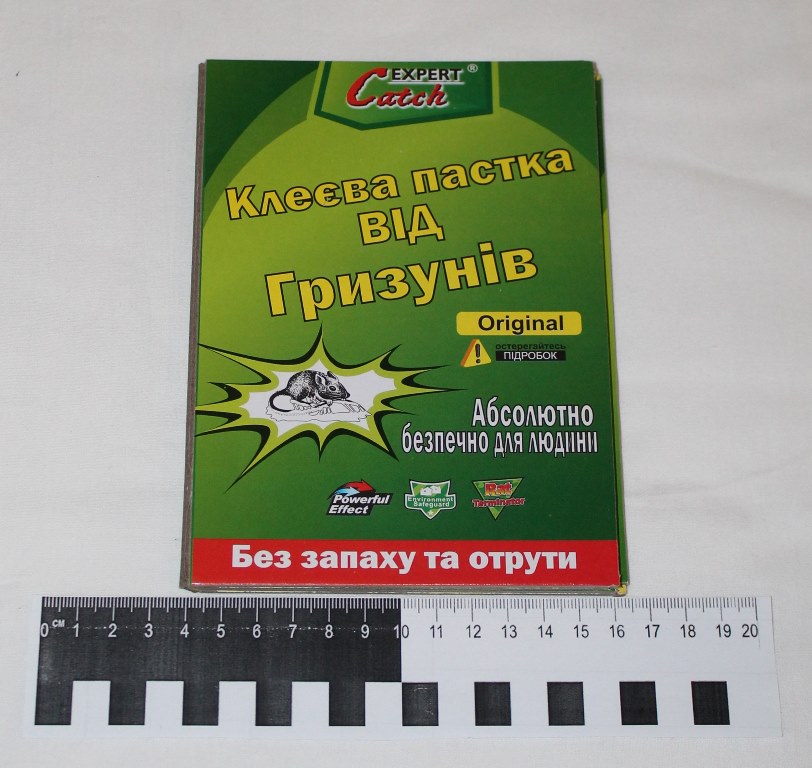 EXPERT®
Catch
Клеєва пастка
ВІД
Гризунів
Original
остерегайтесь
ПІДРОБОК
Абсолютно
безпечно для людини
Powerful
Effect
Environment
Safeguard
Rat
Terminator
Без запаху та отрути
0 см 1 2 3 4 5 6 7 8 9 10 11 12 13 14 15 16 17 18 19 20